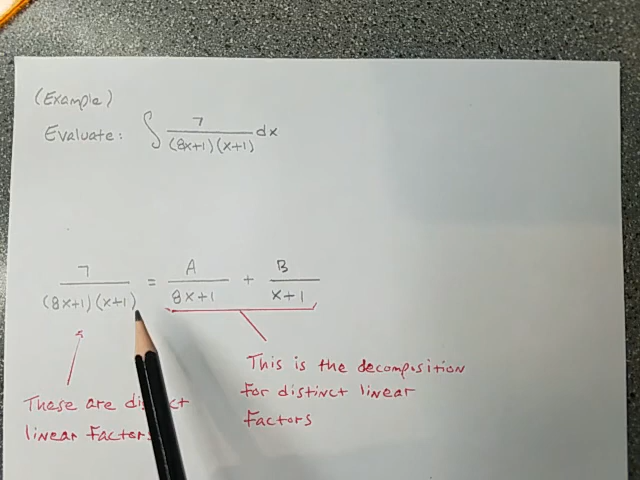 (Example)
Evaluate: ∫ 7/((8x+1)(x+1)) dx
7/((8x+1)(x+1)) = A/(8x+1) + B/(x+1)
This is the decomposition
for distinct linear
Factors
These are
linear Factors